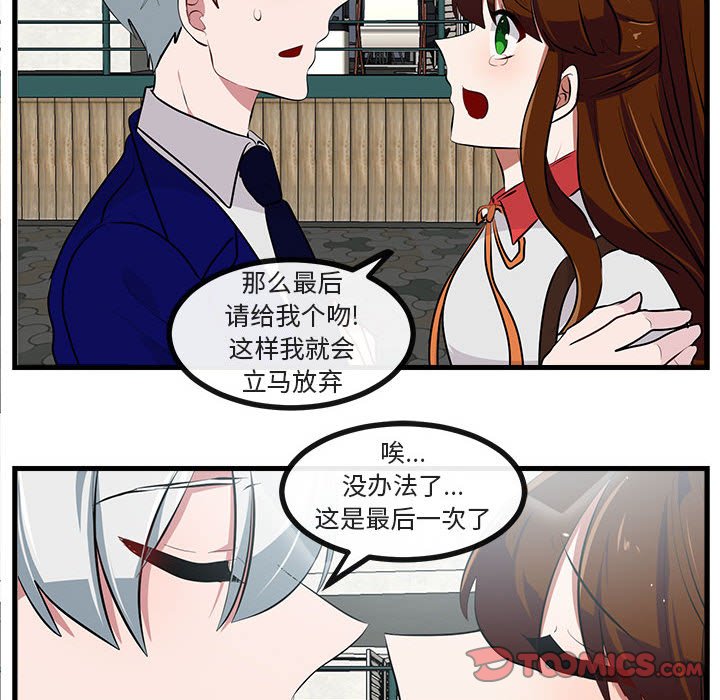 那么最后
请给我个吻!
这样我就会
立马放弃
唉...
没办法了...
这是最后一次了
TOOMICS.COM